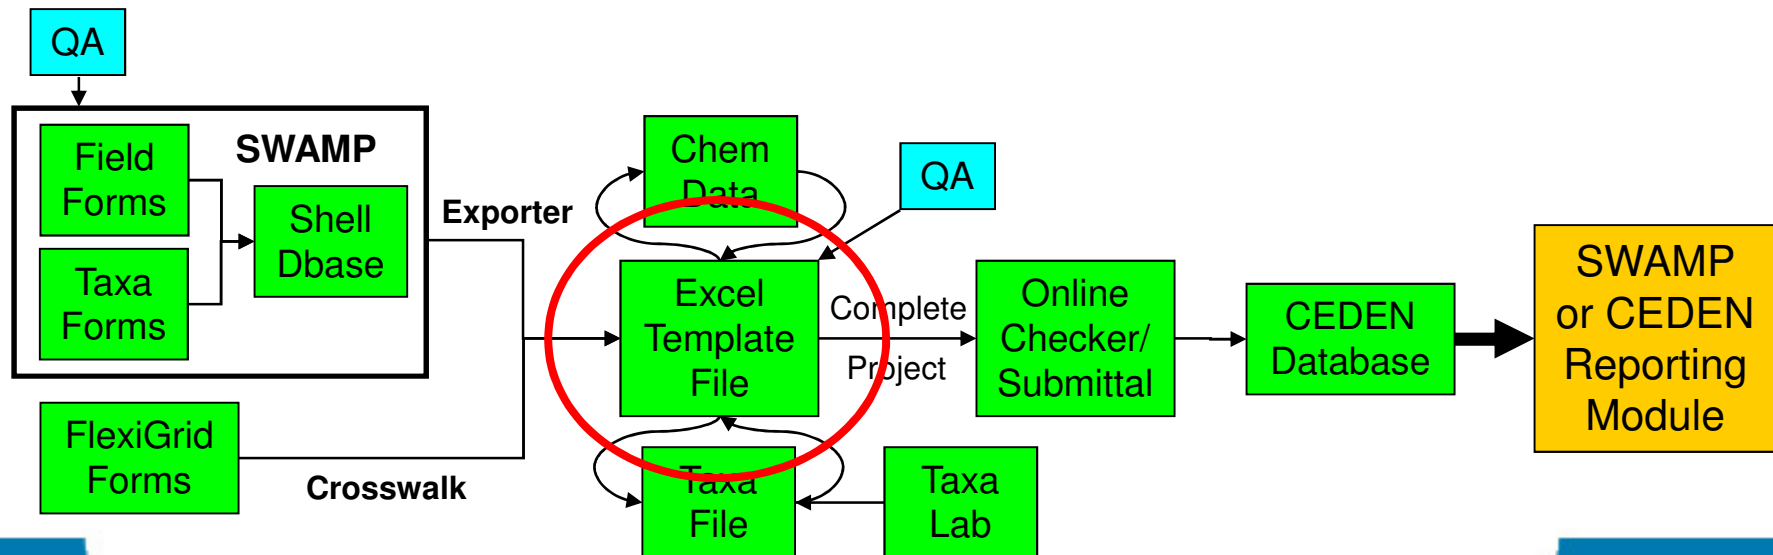 QA
Field
Forms
SWAMP
Taxa
Forms
Shell
Dbase
Exporter
FlexiGrid
Forms
Crosswalk
Chem
Data
QA
Excel
Template
File
Complete
Project
Taxa
File
Taxa
Lab
Online
Checker/
Submittal
CEDEN
Database
SWAMP
or CEDEN
Reporting
Module